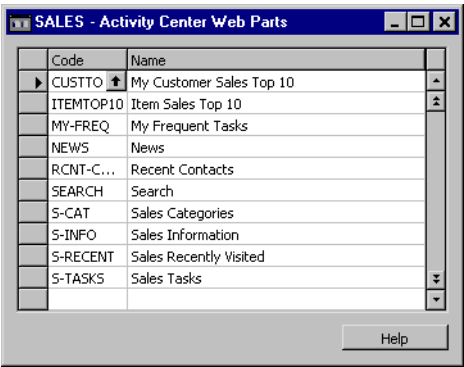 SALES - Activity Center Web Parts
Code Name
CUSTTO My Customer Sales Top 10
ITEMTOP10 Item Sales Top 10
MY-FREQ My Frequent Tasks
NEWS News
RCNT-C... Recent Contacts
SEARCH Search
S-CAT Sales Categories
S-INFO Sales Information
S-RECENT Sales Recently Visited
S-TASKS Sales Tasks
Help